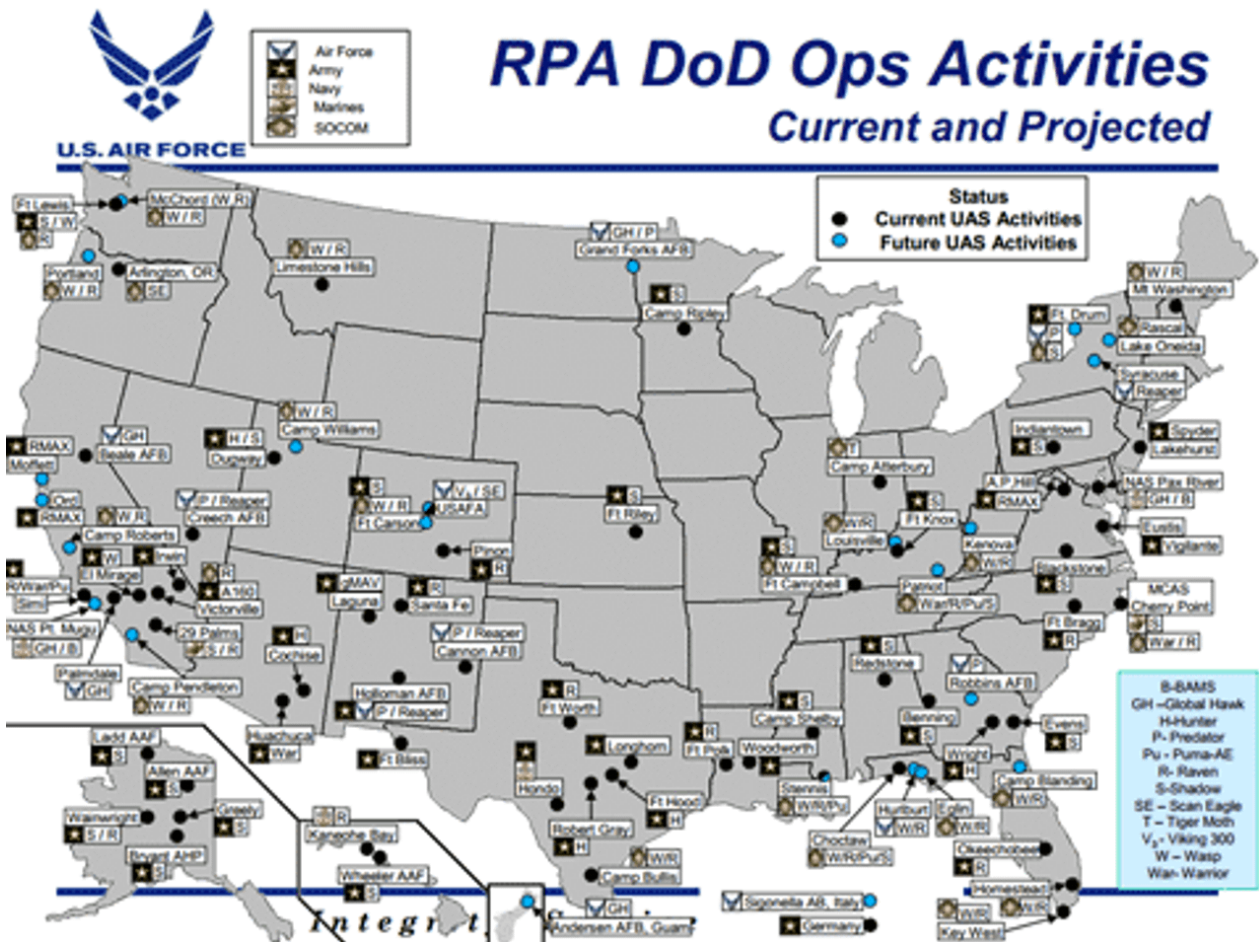 RPA DoD Ops Activities
Current and Projected
U.S. AIR FORCE
Air Force
Army
Navy
Marines
SOCOM
Status
Current UAS Activities
Future UAS Activities
Ft Lewis
S / W
R
McChord (W,R)
W / R
Portland
W / R
Arlington, OR
SE
W / R
Limestone Hills
GH / P
Grand Forks AFB
S
Camp Ripley
W / R
Mt Washington
Ft. Drum
P
S
Rascal
Lake Oneida
Syracuse
Reaper
RMAX
Moffett
Ord
RMAX
GH
Beale AFB
H / S
Dugway
W / R
Camp Williams
P / Reaper
Creech AFB
W,R
Camp Roberts
W
El Mirage
Irwin
R
A160
Victorville
R/War/Pu
Simi
NAS Pt. Mugu
GH / B
Palmdale
GH
29 Palms
S / R
Camp Pendleton
W / R
S
W / R
Ft Carson
V / SE
USAFA
Pinon
R
gMAV
Laguna
R
Santa Fe
P / Reaper
Cannon AFB
H
Cochise
Huachuca
War
Holloman AFB
P / Reaper
Ft Bliss
S
Ft Riley
T
Camp Atterbury
W/R
Louisville
S
Ft Knox
S
W / R
Ft Campbell
Kenova
W/R
Patriot
War/R/Pu/S
Indiantown
S
Spyder
Lakehurst
A.P.Hill
RMAX
NAS Pax River
GH / B
Eustis
Vigilante
Blackstone
S
MCAS
Cherry Point
S
War / R
Ft Bragg
R
S
Redstone
P
Robbins AFB
Benning
S
Wright
H
Evens
S
Camp Blanding
W/R
R
Ft Worth
Longhorn
Hondo
Ft Hood
H
Robert Gray
H
W/R
Camp Bullis
R
Ft Polk
S
Camp Shelby
Woodworth
Stennis
W/R/Pu
Choctaw
W/R/Pu/S
Hurlburt
W/R
Eglin
W/R
Okeechobee
R
Homestead
W/R
W/R
Key West
Ladd AAF
S
Allen AAF
S
Wainwright
S / R
Greely
S
Bryant AHP
S
R
Kaneohe Bay
Wheeler AAF
S
GH
Andersen AFB, Guam
Sigonella AB, Italy
Germany
B-BAMS
GH –Global Hawk
H-Hunter
P- Predator
Pu - Puma-AE
R- Raven
S-Shadow
SE – Scan Eagle
T – Tiger Moth
V - Viking 300
W – Wasp
War- Warrior